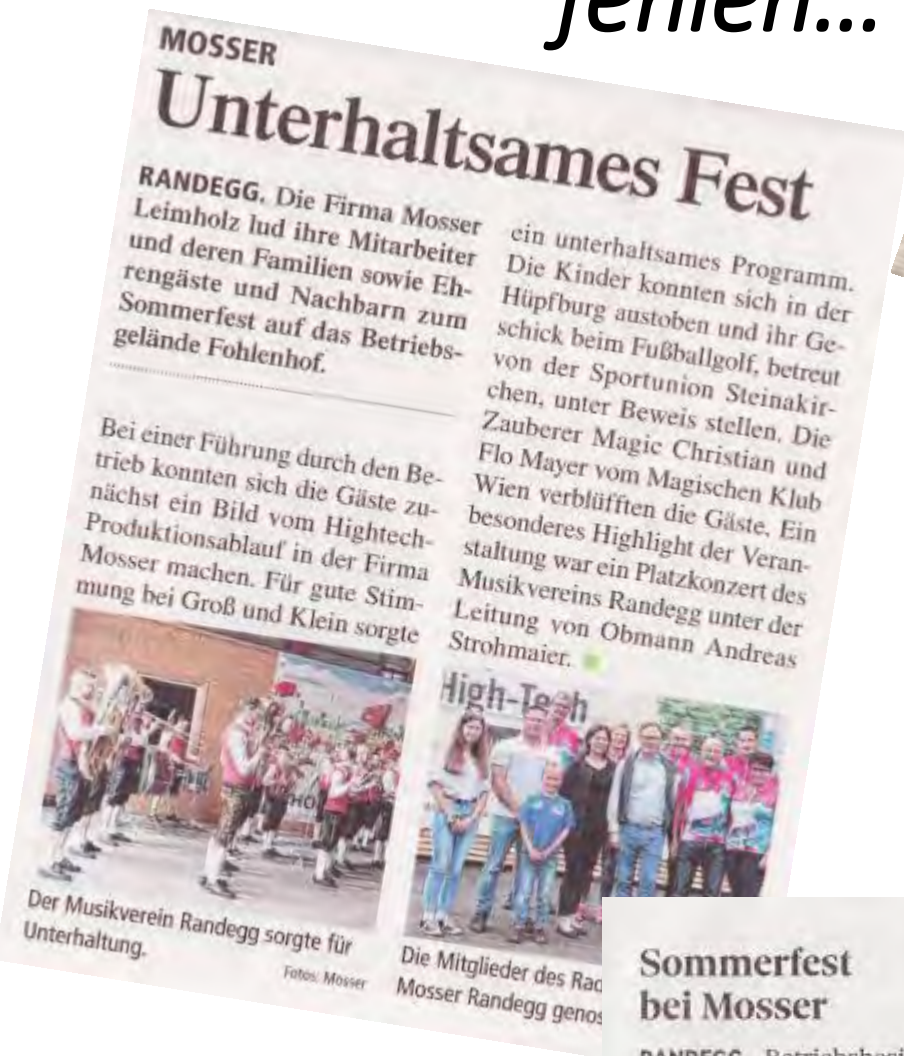 fehlen...
MOSSER
Unterhaltsames Fest
RANDEGG. Die Firma Mosser
Leimholz lud ihre Mitarbeiter
und deren Familien sowie Eh-
rengäste und Nachbarn zum
Sommerfest auf das Betriebs-
gelände Fohlenhof.
Bei einer Führung durch den Be-
trieb konnten sich die Gäste zu-
nächst ein Bild vom Hightech-
Produktionsablauf in der Firma
Mosser machen. Für gute Stim-
mung bei Groß und Klein sorgte
ein unterhaltsames Programm.
Die Kinder konnten sich in der
Hüpfburg austoben und ihr Ge-
schick beim Fußballgolf, betreut
von der Sportunion Steinakir-
chen, unter Beweis stellen. Die
Zauberer Magic Christian und
Flo Mayer vom Magischen Klub
Wien verblüfften die Gäste. Ein
besonderes Highlight der Veran-
staltung war ein Platzkonzert des
Musikvereins Randegg unter der
Leitung von Obmann Andreas
Strohmaier.
High-Tech
Der Musikverein Randegg sorgte für
Unterhaltung.
Fotos: Mosser
Die Mitglieder des Rad
Mosser Randegg genos
Sommerfest
bei Mosser
RANDEGG